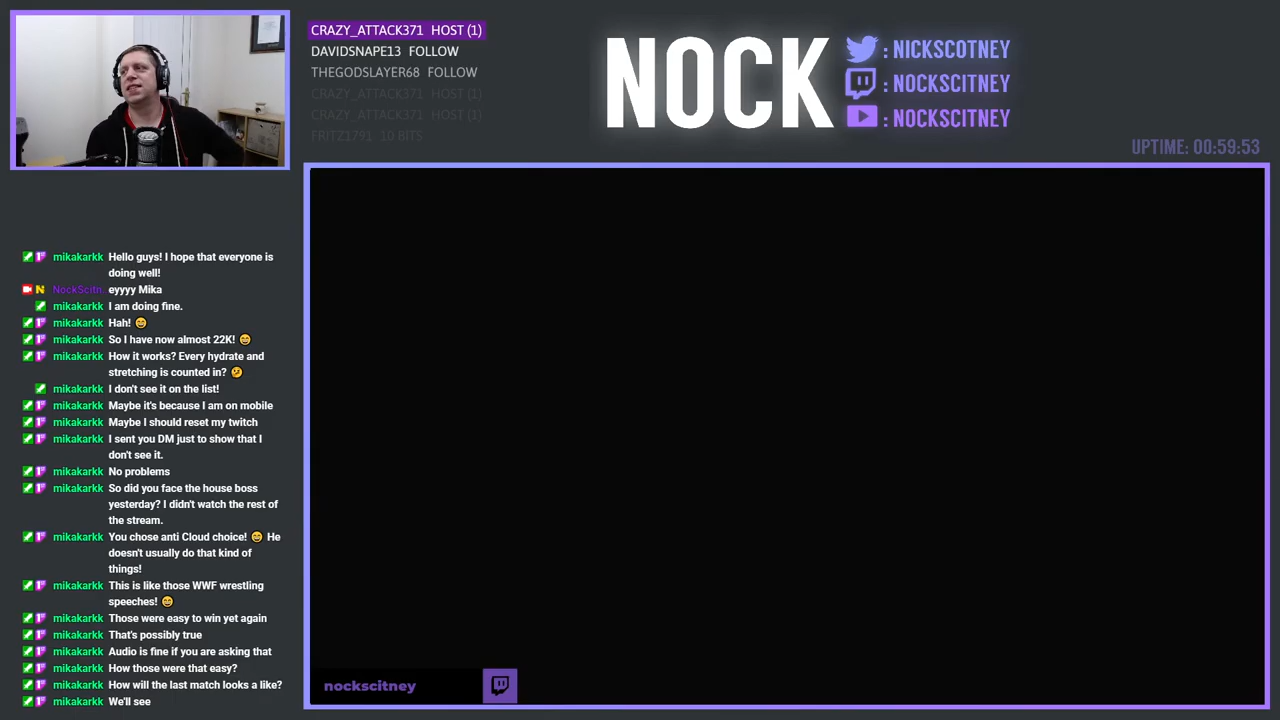 CRAZY_ATTACK371 HOST (1)
DAVIDSNAPE13 FOLLOW
THEGODSLAYER68 FOLLOW
CRAZY_ATTACK371 HOST (1)
CRAZY_ATTACK371 HOST (1)
FRITZ1791 10 BITS
NOCK
: NICKSCOTNEY
: NOCKSCITNEY
: NOCKSCITNEY
UPTIME: 00:59:53
mikakarkk Hello guys! I hope that everyone is
doing well!
NockScitn. eyyyy Mika
mikakarkk I am doing fine.
mikakarkk Hah! 😄
mikakarkk So I have now almost 22K! 😄
mikakarkk How it works? Every hydrate and
stretching is counted in? 🤔
mikakarkk I don't see it on the list!
mikakarkk Maybe it's because I am on mobile
mikakarkk Maybe I should reset my twitch
mikakarkk I sent you DM just to show that I
don't see it.
mikakarkk No problems
mikakarkk So did you face the house boss
yesterday? I didn't watch the rest of
the stream.
mikakarkk You chose anti Cloud choice! 😄 He
doesn't usually do that kind of
things!
mikakarkk This is like those WWF wrestling
speeches! 😄
mikakarkk Those were easy to win yet again
mikakarkk That's possibly true
mikakarkk Audio is fine if you are asking that
mikakarkk How those were that easy?
mikakarkk How will the last match looks a like?
mikakarkk We'll see
nockscitney